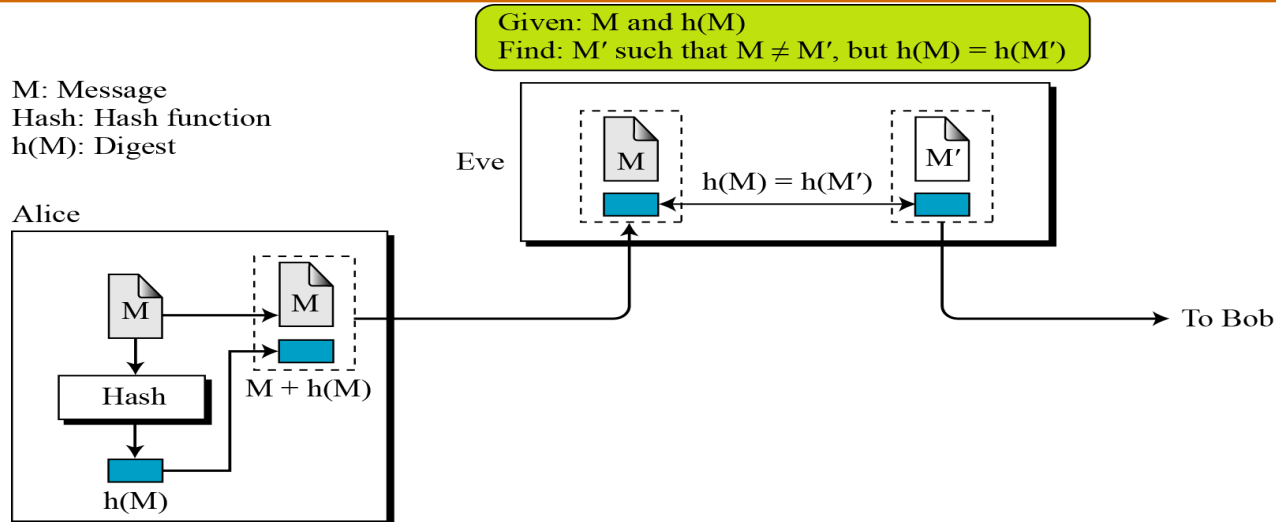 Given: M and h(M)
Find: M′ such that M ≠ M′, but h(M) = h(M′)
M: Message
Hash: Hash function
h(M): Digest
Eve
M
M′
h(M) = h(M′)
Alice
M
M
Hash
M + h(M)
h(M)
To Bob